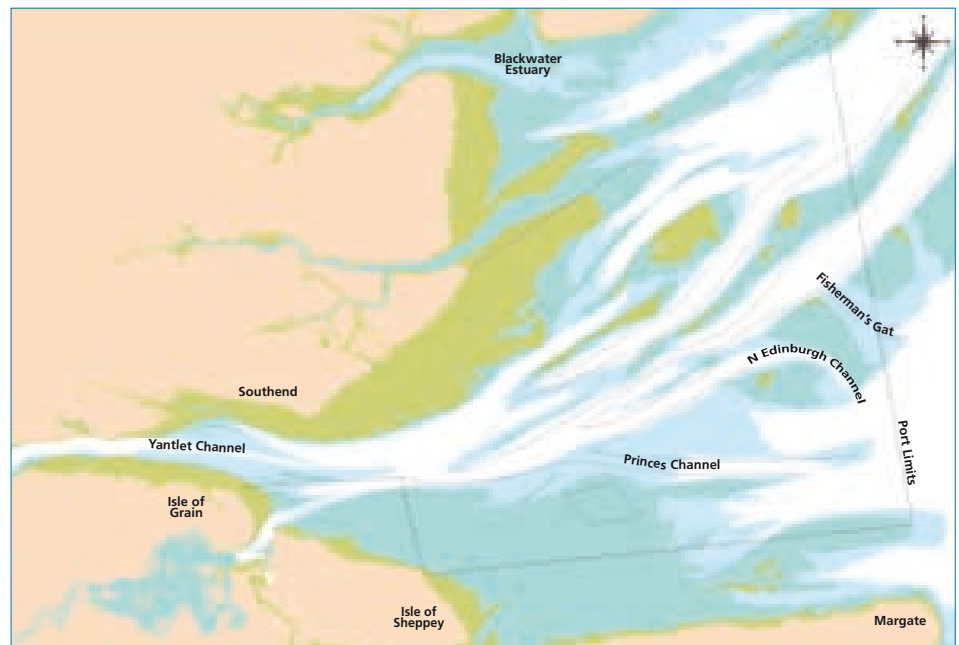 Blackwater
Estuary
Fisherman's Gat
N Edinburgh Channel
Southend
Port Limits
Yantlet Channel
Princes Channel
Isle of
Grain
Isle of
Sheppey
Margate